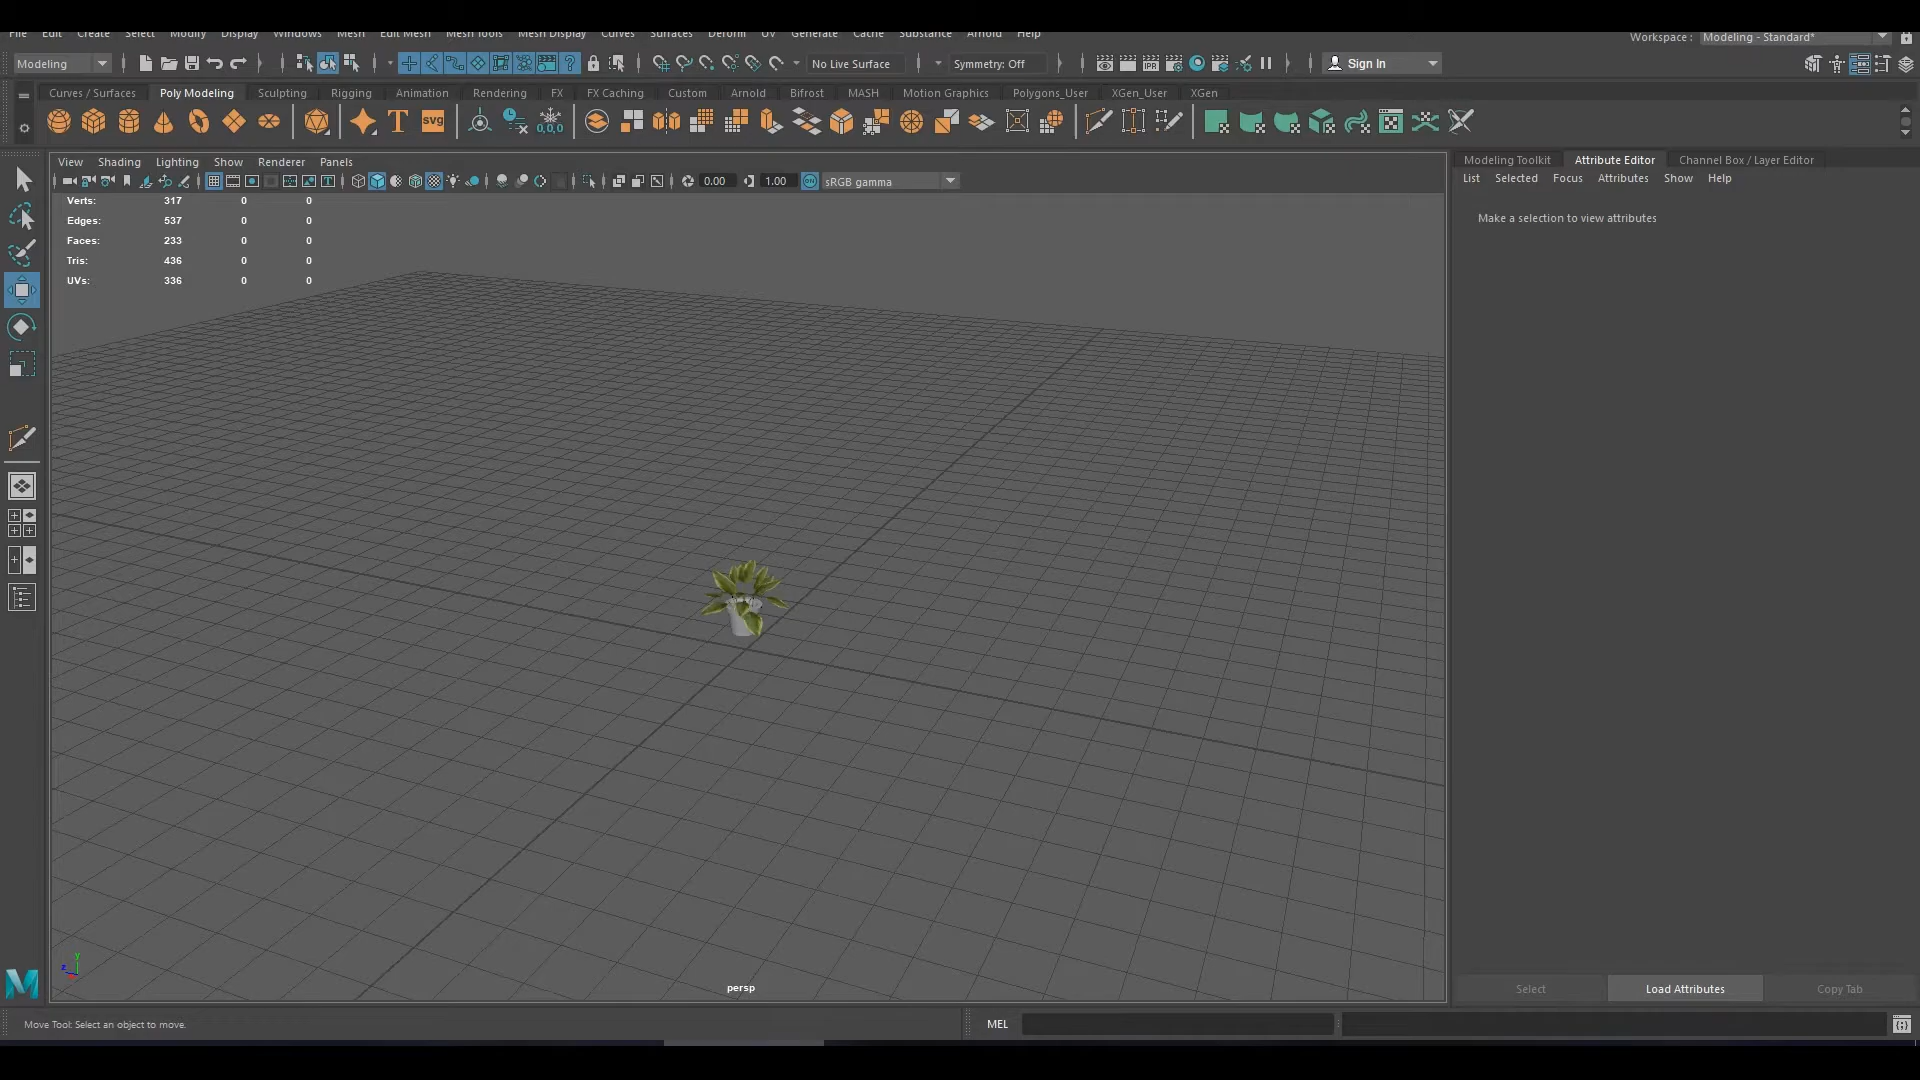 File Edit Create Select Modify Display Windows Mesh Edit Mesh Mesh Tools Mesh Display Curves Surfaces Deform UV Generate Cache Substance Arnold Help
Workspace : Modeling - Standard*
Modeling No Live Surface Symmetry: Off Sign In
Curves / Surfaces Poly Modeling Sculpting Rigging Animation Rendering FX FX Caching Custom Arnold Bifrost MASH Motion Graphics Polygons_User XGen_User XGen
T svg 0,0,0 IPR
View Shading Lighting Show Renderer Panels
Modeling Toolkit Attribute Editor Channel Box / Layer Editor
List Selected Focus Attributes Show Help
0.00 1.00 ON sRGB gamma
Verts: 317 0 0
Edges: 537 0 0
Faces: 233 0 0
Tris: 436 0 0
UVs: 336 0 0
Make a selection to view attributes
y
z
persp
Select Load Attributes Copy Tab
M
Move Tool: Select an object to move.
MEL